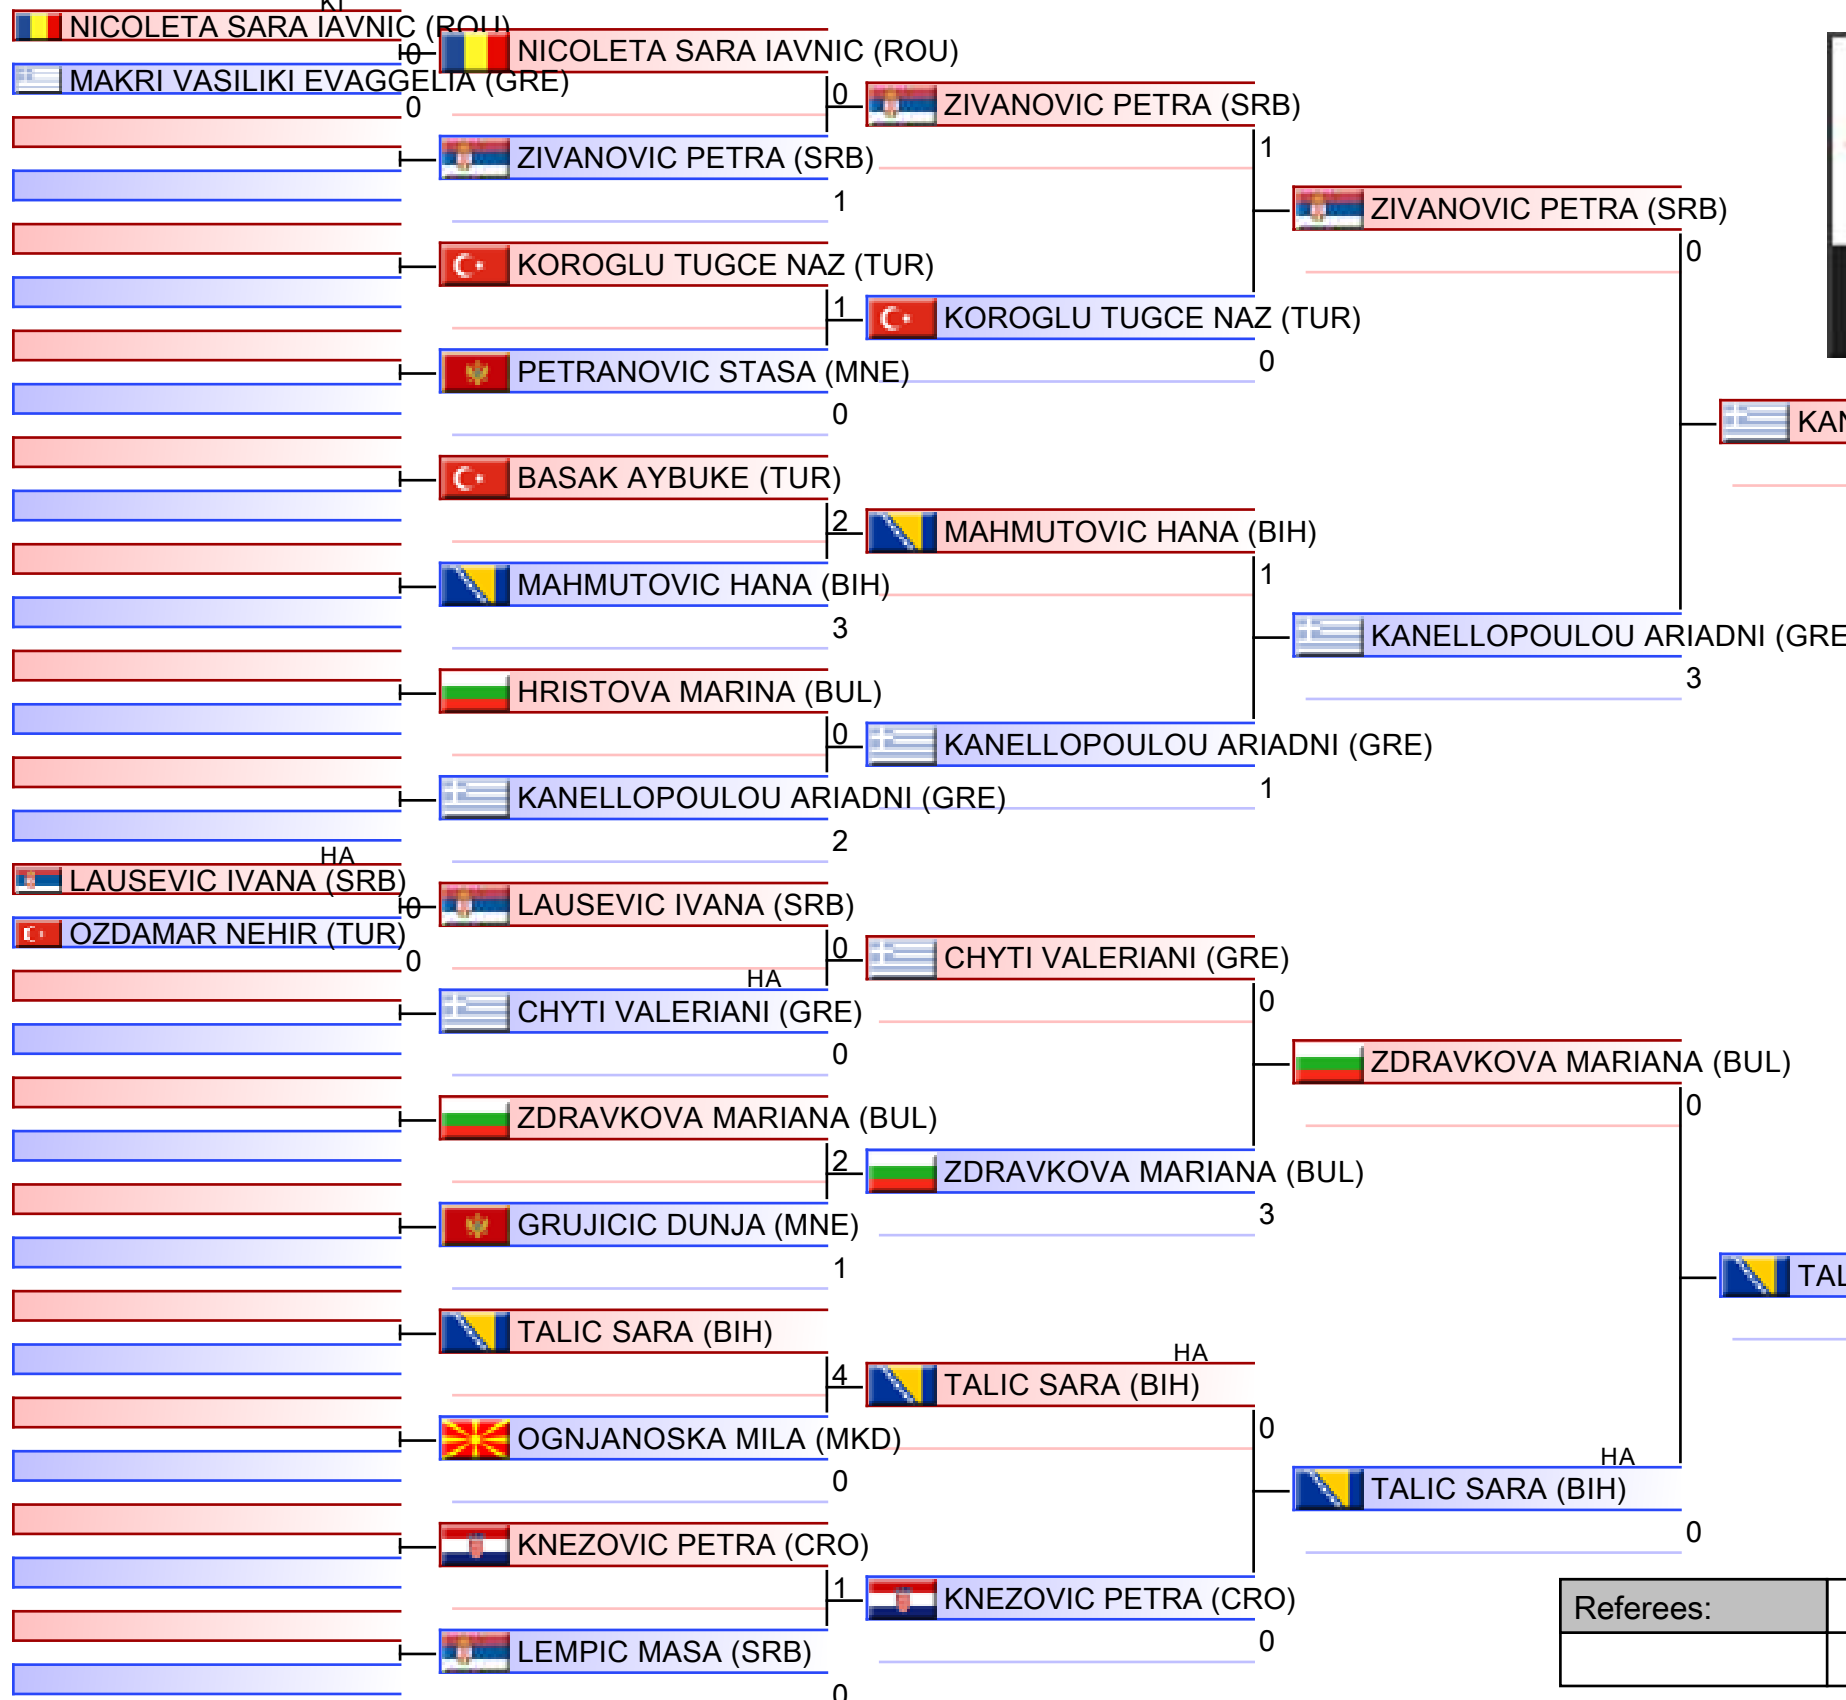 NICOLETA SARA IAVNIC (ROU)
0
MAKRI VASILIKI EVAGGELIA (GRE)
0
HA
LAUSEVIC IVANA (SRB)
0
OZDAMAR NEHIR (TUR)
0
NICOLETA SARA IAVNIC (ROU)
0
ZIVANOVIC PETRA (SRB)
1
KOROGLU TUGCE NAZ (TUR)
1
PETRANOVIC STASA (MNE)
0
BASAK AYBUKE (TUR)
2
MAHMUTOVIC HANA (BIH)
3
HRISTOVA MARINA (BUL)
0
KANELLOPOULOU ARIADNI (GRE)
2
LAUSEVIC IVANA (SRB)
0
HA
CHYTI VALERIANI (GRE)
0
ZDRAVKOVA MARIANA (BUL)
2
GRUJICIC DUNJA (MNE)
1
TALIC SARA (BIH)
4
OGNJANOSKA MILA (MKD)
0
KNEZOVIC PETRA (CRO)
1
LEMPIC MASA (SRB)
0
ZIVANOVIC PETRA (SRB)
1
KOROGLU TUGCE NAZ (TUR)
0
MAHMUTOVIC HANA (BIH)
1
KANELLOPOULOU ARIADNI (GRE)
1
CHYTI VALERIANI (GRE)
0
ZDRAVKOVA MARIANA (BUL)
3
HA
TALIC SARA (BIH)
0
KNEZOVIC PETRA (CRO)
0
ZIVANOVIC PETRA (SRB)
0
KANELLOPOULOU ARIADNI (GRE
3
ZDRAVKOVA MARIANA (BUL)
0
HA
TALIC SARA (BIH)
0
KAN
TAL
Referees: